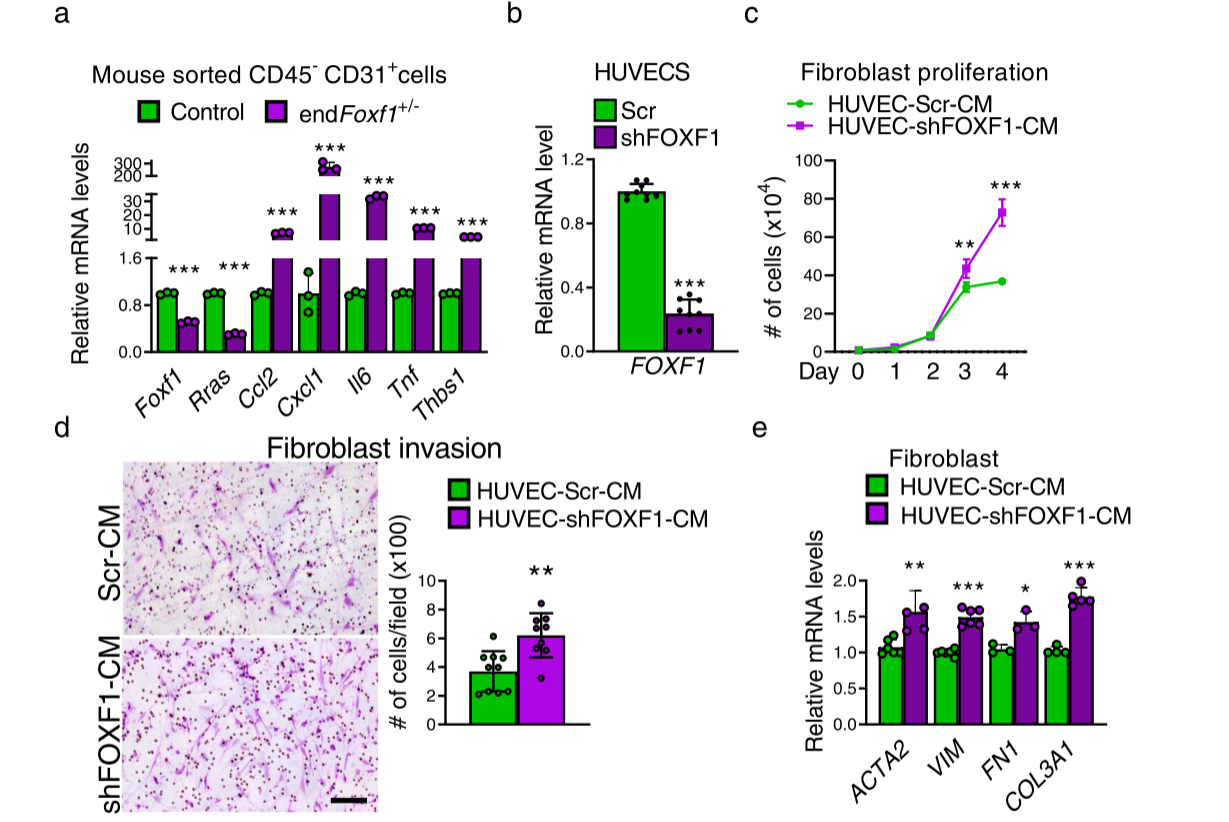 a
Mouse sorted CD45- CD31+cells
Control
endFoxf1+/-
Relative mRNA levels
300
200
30
20
10
1.6
0.8
0.0
***
***
***
***
***
***
***
Foxf1
Rras
Ccl2
Cxcl1
Il6
Tnf
Thbs1
b
HUVECS
Scr
shFOXF1
Relative mRNA level
1.2
0.8
0.4
0.0
***
FOXF1
c
Fibroblast proliferation
HUVEC-Scr-CM
HUVEC-shFOXF1-CM
# of cells (x10⁴)
100
80
60
40
20
0
**
***
Day 0 1 2 3 4
d
Fibroblast invasion
Scr-CM
shFOXF1-CM
HUVEC-Scr-CM
HUVEC-shFOXF1-CM
# of cells/field (x100)
10
8
6
4
2
0
**
e
Fibroblast
HUVEC-Scr-CM
HUVEC-shFOXF1-CM
Relative mRNA levels
2.0
1.5
1.0
0.5
0.0
**
***
*
***
ACTA2
VIM
FN1
COL3A1